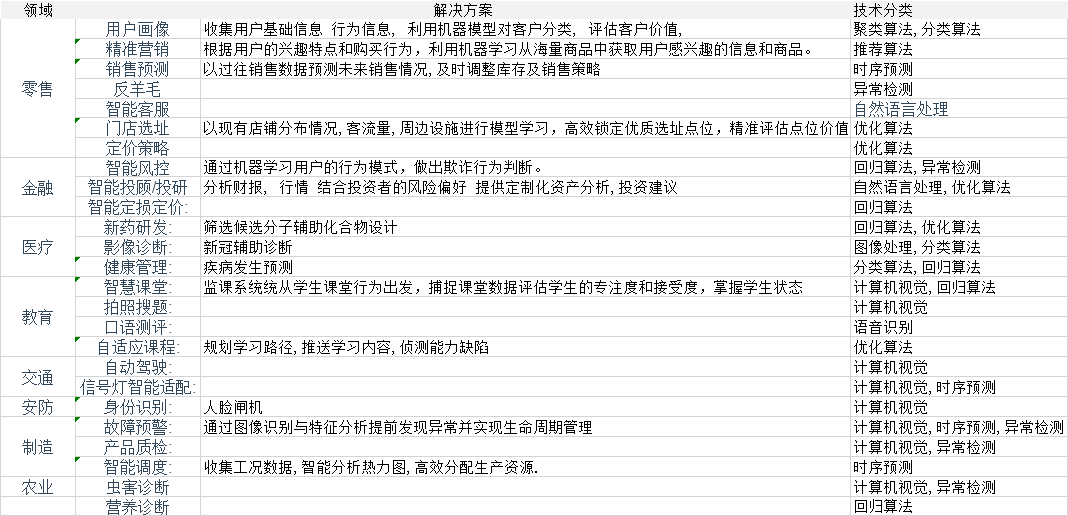 领域 解决方案 技术分类
零售 用户画像 收集用户基础信息 行为信息, 利用机器模型对客户分类, 评估客户价值, 聚类算法, 分类算法
精准营销 根据用户的兴趣特点和购买行为，利用机器学习从海量商品中获取用户感兴趣的信息和商品。 推荐算法
销售预测 以过往销售数据预测未来销售情况, 及时调整库存及销售策略 时序预测
反羊毛 异常检测
智能客服 自然语言处理
门店选址 以现有店铺分布情况, 客流量, 周边设施进行模型学习，高效锁定优质选址点位，精准评估点位价值 优化算法
定价策略 优化算法
金融 智能风控 通过机器学习用户的行为模式，做出欺诈行为判断。 回归算法, 异常检测
智能投顾/投研 分析财报, 行情 结合投资者的风险偏好 提供定制化资产分析, 投资建议 自然语言处理, 优化算法
智能定损定价: 回归算法
医疗 新药研发: 筛选候选分子辅助化合物设计 回归算法, 优化算法
影像诊断: 新冠辅助诊断 图像处理, 分类算法
健康管理: 疾病发生预测 分类算法, 回归算法
教育 智慧课堂: 监课系统统从学生课堂行为出发，捕捉课堂数据评估学生的专注度和接受度，掌握学生状态 计算机视觉, 回归算法
拍照搜题: 计算机视觉
口语测评: 语音识别
自适应课程: 规划学习路径, 推送学习内容, 侦测能力缺陷 优化算法
交通 自动驾驶: 计算机视觉
信号灯智能适配: 计算机视觉, 时序预测
安防 身份识别: 人脸闸机 计算机视觉
制造 故障预警: 通过图像识别与特征分析提前发现异常并实现生命周期管理 计算机视觉, 时序预测, 异常检测
产品质检: 计算机视觉, 异常检测
智能调度: 收集工况数据, 智能分析热力图, 高效分配生产资源. 时序预测
农业 虫害诊断 计算机视觉, 异常检测
营养诊断 回归算法